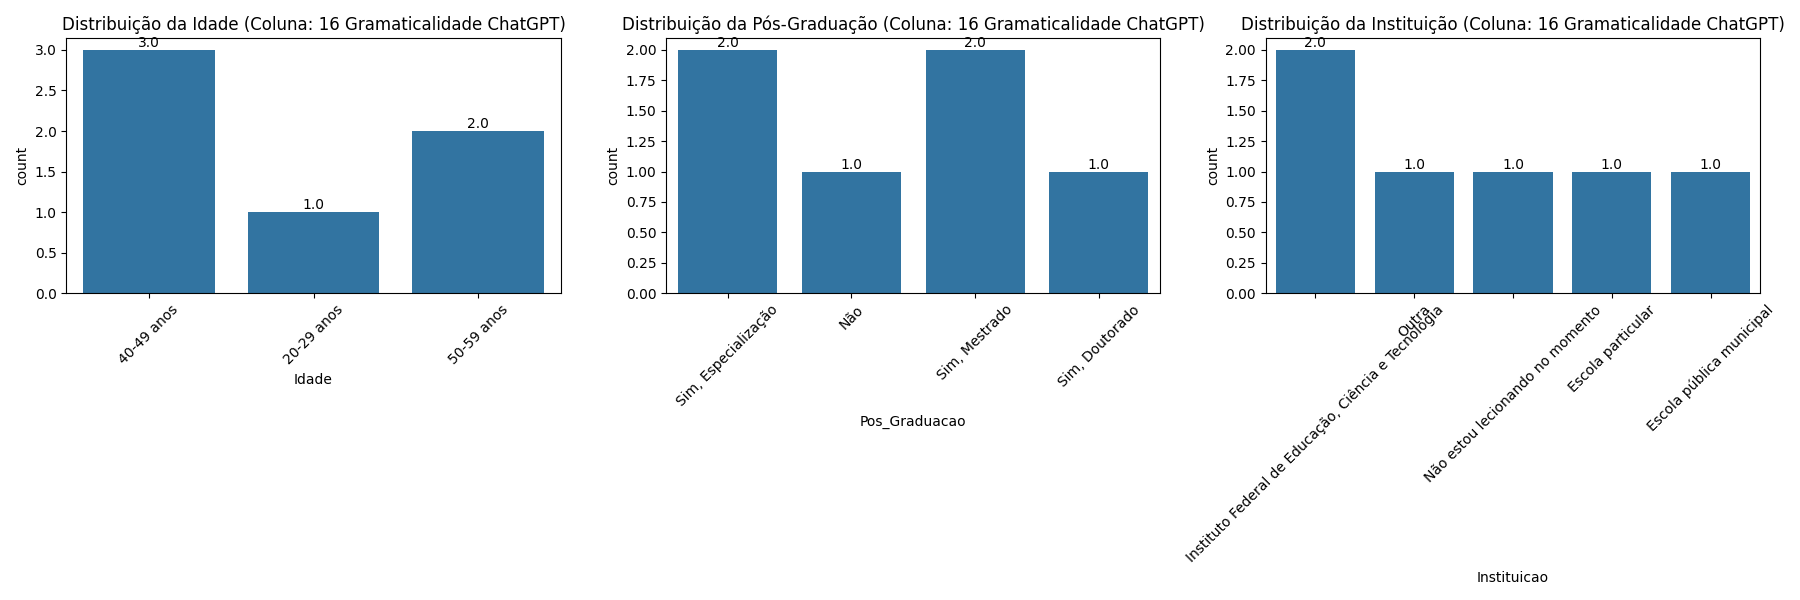 Distribuição da Idade (Coluna: 16 Gramaticalidade ChatGPT)
count
3.0
2.5
2.0
1.5
1.0
0.5
0.0
3.0
1.0
2.0
40-49 anos
20-29 anos
50-59 anos
Idade
Distribuição da Pós-Graduação (Coluna: 16 Gramaticalidade ChatGPT)
count
2.00
1.75
1.50
1.25
1.00
0.75
0.50
0.25
0.00
2.0
1.0
2.0
1.0
Sim, Especialização
Não
Sim, Mestrado
Sim, Doutorado
Pos_Graduacao
Distribuição da Instituição (Coluna: 16 Gramaticalidade ChatGPT)
count
2.00
1.75
1.50
1.25
1.00
0.75
0.50
0.25
0.00
2.0
1.0
1.0
1.0
1.0
Instituto Federal de Educação, Ciência e Tecnologia
Outra
Não estou lecionando no momento
Escola particular
Escola pública municipal
Instituicao